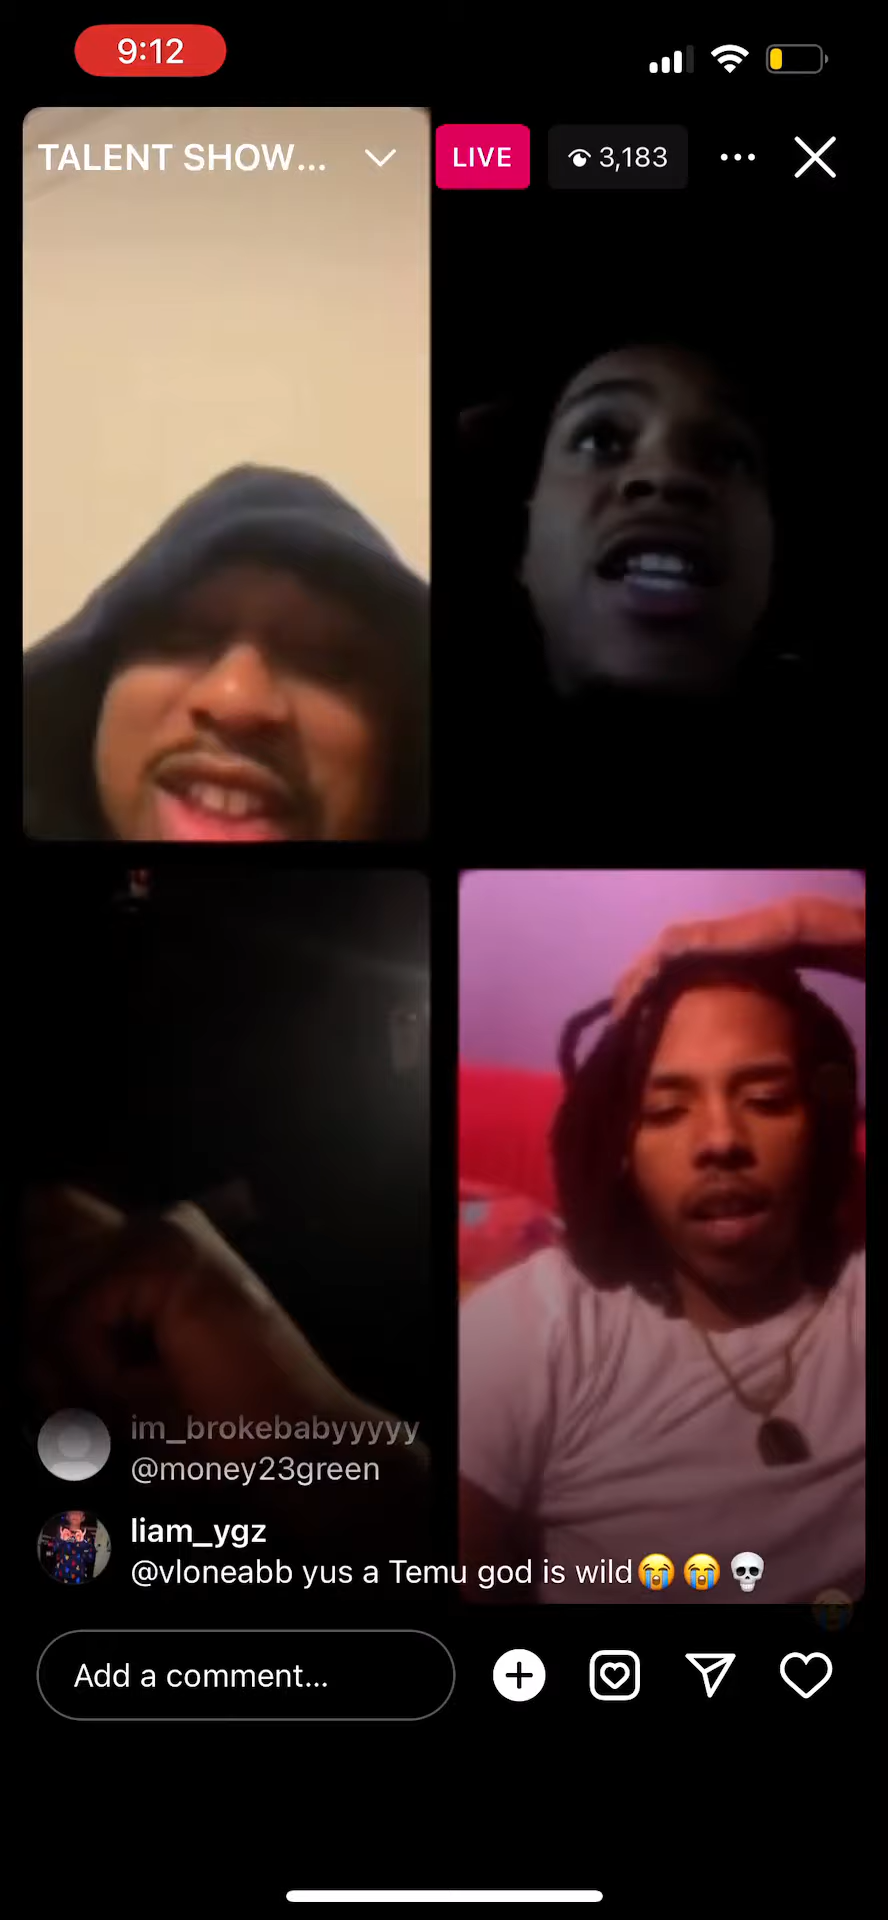 9:12
TALENT SHOW...
LIVE
3,183
im_brokebabyyyyy
@money23green
liam_ygz
@vloneabb yus a Temu god is wild😭😭💀
Add a comment...